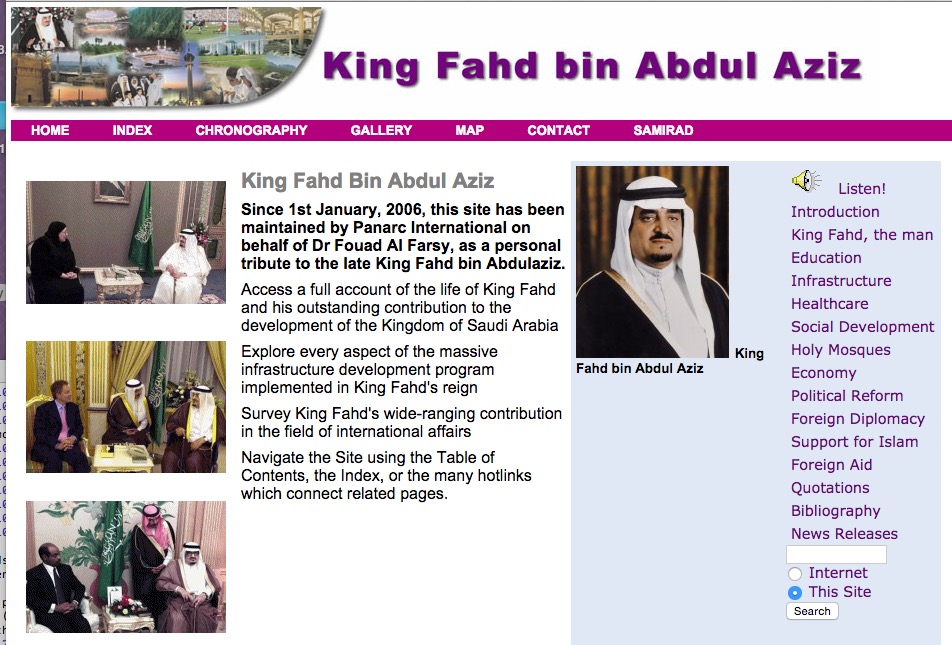 King Fahd bin Abdul Aziz
HOME INDEX CHRONOGRAPHY GALLERY MAP CONTACT SAMIRAD
King Fahd Bin Abdul Aziz
Since 1st January, 2006, this site has been
maintained by Panarc International on
behalf of Dr Fouad Al Farsy, as a personal
tribute to the late King Fahd bin Abdulaziz.
Access a full account of the life of King Fahd
and his outstanding contribution to the
development of the Kingdom of Saudi Arabia
Explore every aspect of the massive
infrastructure development program
implemented in King Fahd's reign
Survey King Fahd's wide-ranging contribution
in the field of international affairs
Navigate the Site using the Table of
Contents, the Index, or the many hotlinks
which connect related pages.
King
Fahd bin Abdul Aziz
Listen!
Introduction
King Fahd, the man
Education
Infrastructure
Healthcare
Social Development
Holy Mosques
Economy
Political Reform
Foreign Diplomacy
Support for Islam
Foreign Aid
Quotations
Bibliography
News Releases
Internet
This Site
Search